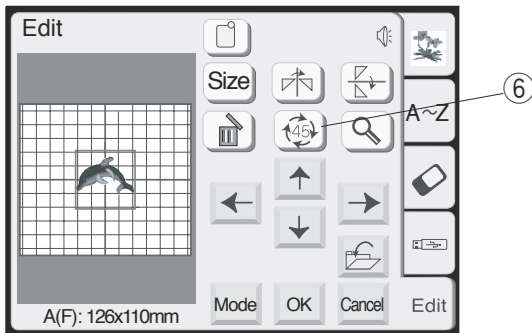 Edit
Size
⑥
A~Z
45
A(F): 126x110mm
Mode
OK
Cancel
Edit